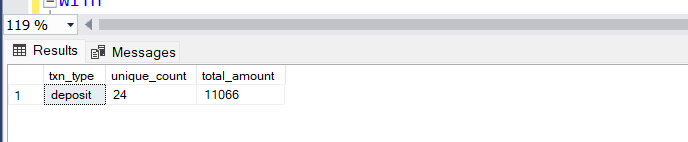 With
119 %
Results Messages
txn_type unique_count total_amount
1 deposit 24 11066